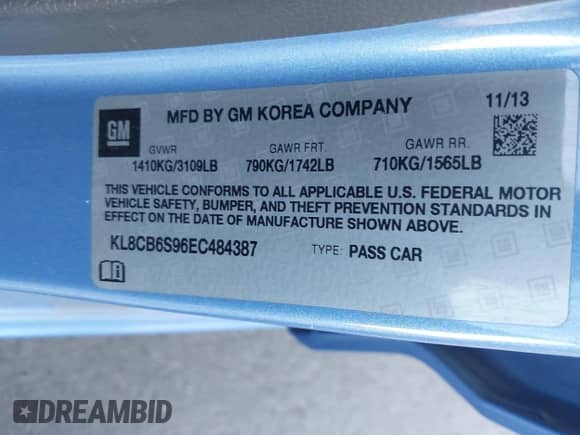 GM
MFD BY GM KOREA COMPANY
11/13
GVWR GAWR FRT. GAWR RR.
1410KG/3109LB 790KG/1742LB 710KG/1565LB
THIS VEHICLE CONFORMS TO ALL APPLICABLE U.S. FEDERAL MOTOR
VEHICLE SAFETY, BUMPER, AND THEFT PREVENTION STANDARDS IN
EFFECT ON THE DATE OF MANUFACTURE SHOWN ABOVE.
KL8CB6S96EC484387 TYPE: PASS CAR
DREAMBID